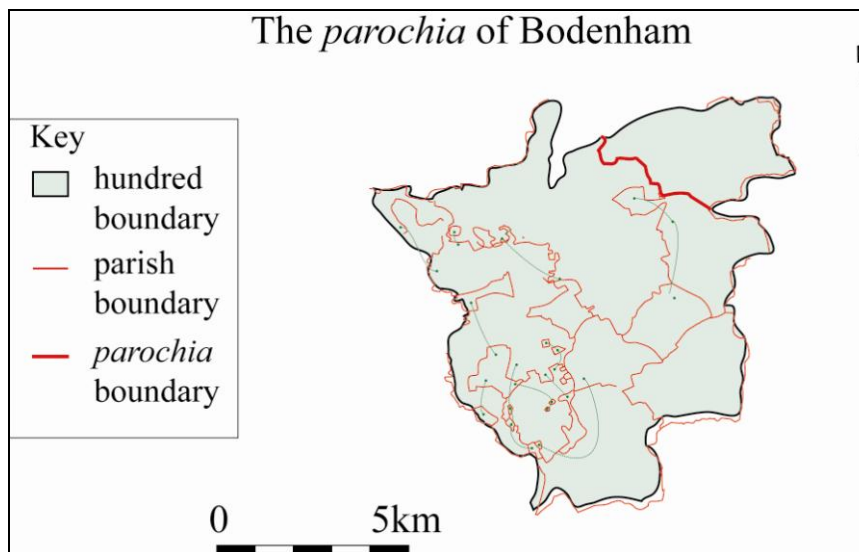 The parochia of Bodenham
Key
hundred
boundary
parish
boundary
parochia
boundary
0 5km